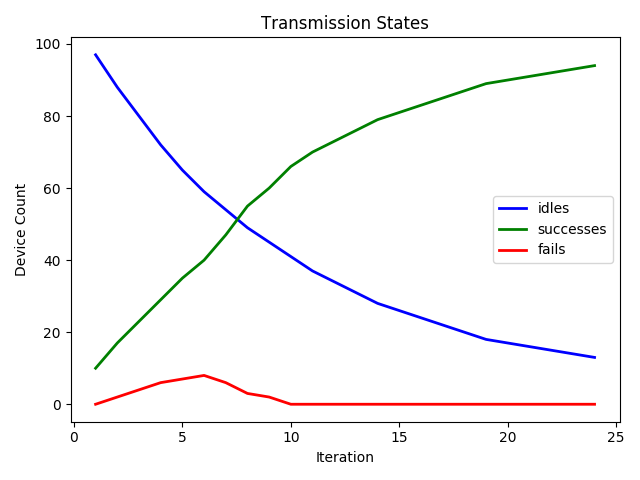 Transmission States
Device Count
100
80
60
40
20
0
idles
successes
fails
0
5
10
15
20
25
Iteration